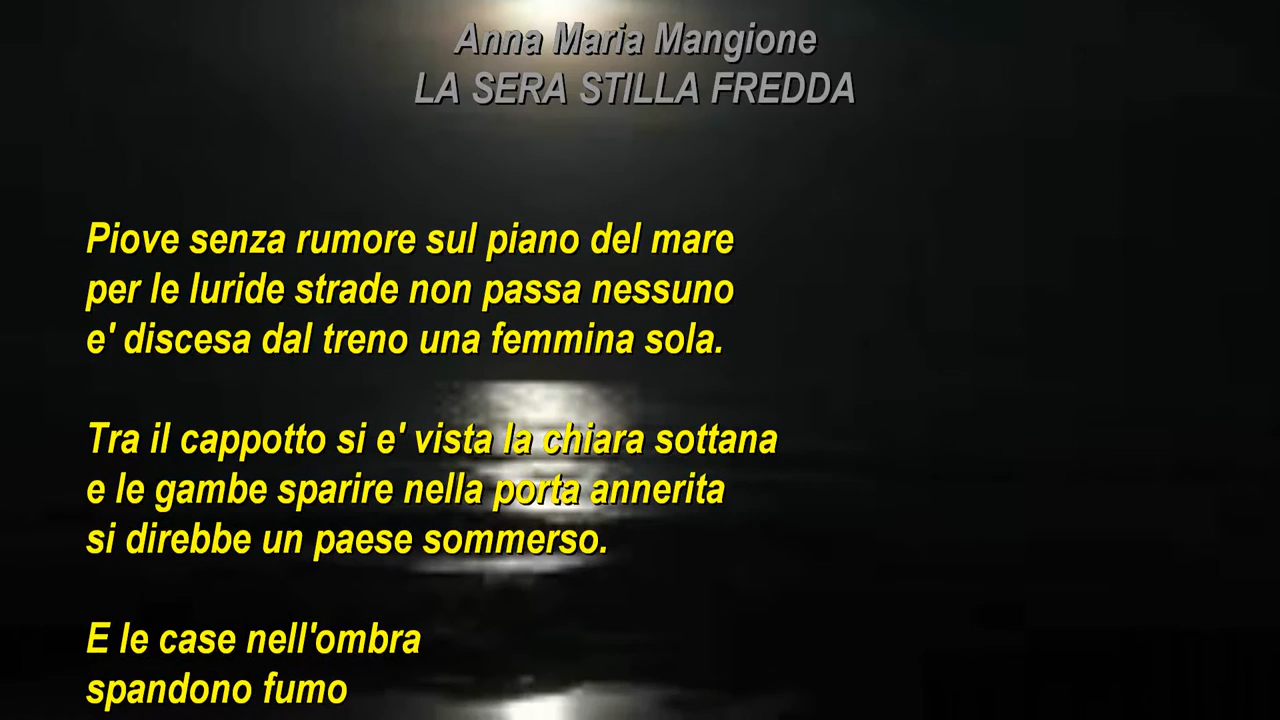 Anna Maria Mangione
LA SERA STILLA FREDDA
Piove senza rumore sul piano del mare
per le luride strade non passa nessuno
e' discesa dal treno una femmina sola.
Tra il cappotto si e' vista la chiara sottana
e le gambe sparire nella porta annerita
si direbbe un paese sommerso.
E le case nell'ombra
spandono fumo